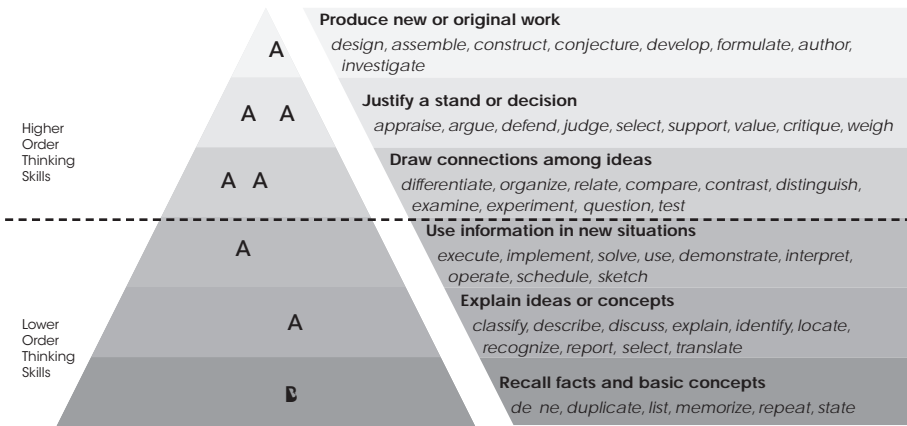 Produce new or original work
A
design, assemble, construct, conjecture, develop, formulate, author,
investigate
Justify a stand or decision
A A
appraise, argue, defend, judge, select, support, value, critique, weigh
Higher
Order
Thinking
Skills
Draw connections among ideas
A A
differentiate, organize, relate, compare, contrast, distinguish,
examine, experiment, question, test
Use information in new situations
A
execute, implement, solve, use, demonstrate, interpret,
operate, schedule, sketch
Explain ideas or concepts
A
classify, describe, discuss, explain, identify, locate,
recognize, report, select, translate
Lower
Order
Thinking
Skills
Recall facts and basic concepts
de ne, duplicate, list, memorize, repeat, state